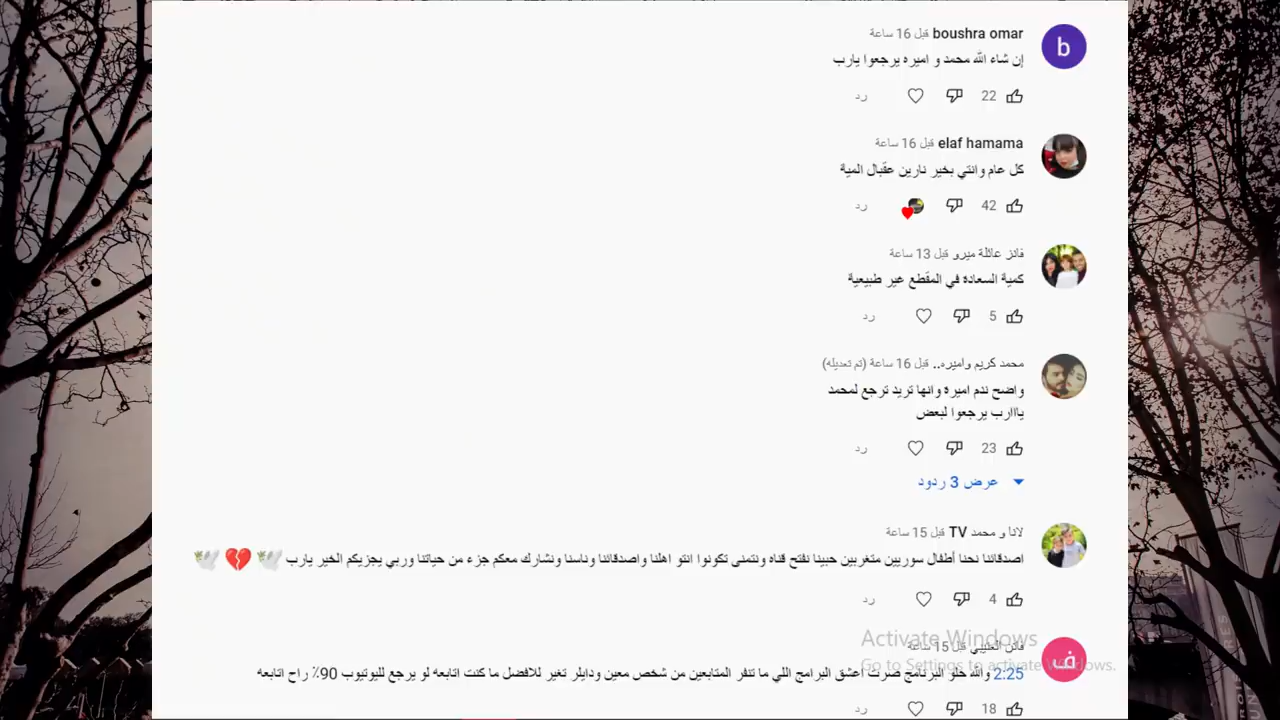 boushra omar قبل 16 ساعة
إن شاء الله محمد و اميره يرجعوا يارب
22 رد
elaf hamama قبل 16 ساعة
كل عام وانتي بخير نارين عقبال المية
42 رد
فانز عائلة ميرو قبل 13 ساعة
كمية السعادة في المقطع غير طبيعية
5 رد
محمد كريم واميره.. قبل 16 ساعة (تم تعديله)
واضح ندم اميرة وانها تريد ترجع لمحمد
يااارب يرجعوا لبعض
23 رد
عرض 3 ردود
لانا و محمد TV قبل 15 ساعة
اصدقائنا نحنا أطفال سوريين متغربين حبينا نفتح قناه ونتمنى تكونوا انتو اهلنا واصدقائنا وناسنا ونشارك معكم جزء من حياتنا وربي يجزيكم الخير يارب 🕊️💔🕊️
4 رد
Activate Windows
Go to Settings to activate Windows.
ف
قبل 15 ساعة
2:25 والله حلو البرنامج صرت اعشق البرامج اللي ما تنفر المتابعين من شخص معين ودايلر تغير للافضل ما كنت اتابعه لو يرجع لليوتيوب 90٪ راح اتابعه
18 رد
b